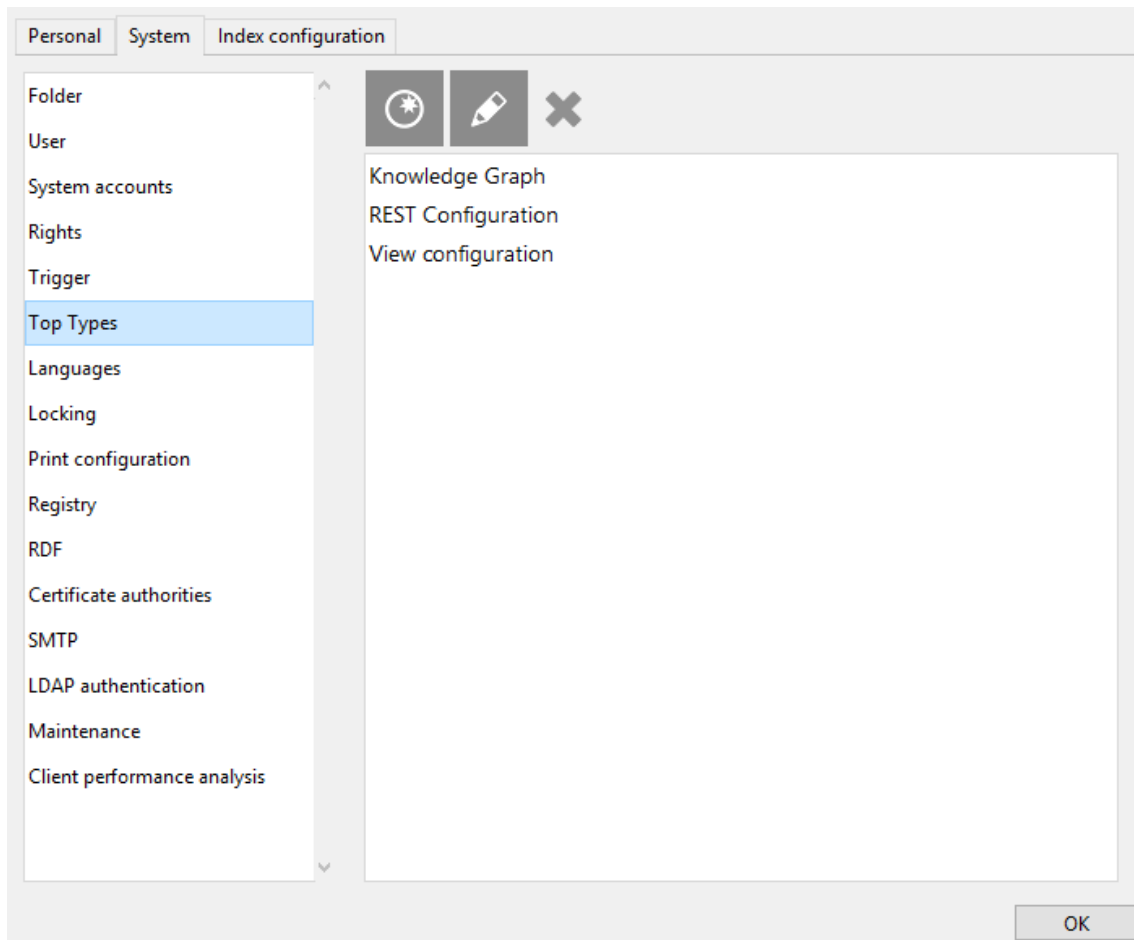 Personal System Index configuration
Folder
User
System accounts
Rights
Trigger
Top Types
Languages
Locking
Print configuration
Registry
RDF
Certificate authorities
SMTP
LDAP authentication
Maintenance
Client performance analysis
Knowledge Graph
REST Configuration
View configuration
OK